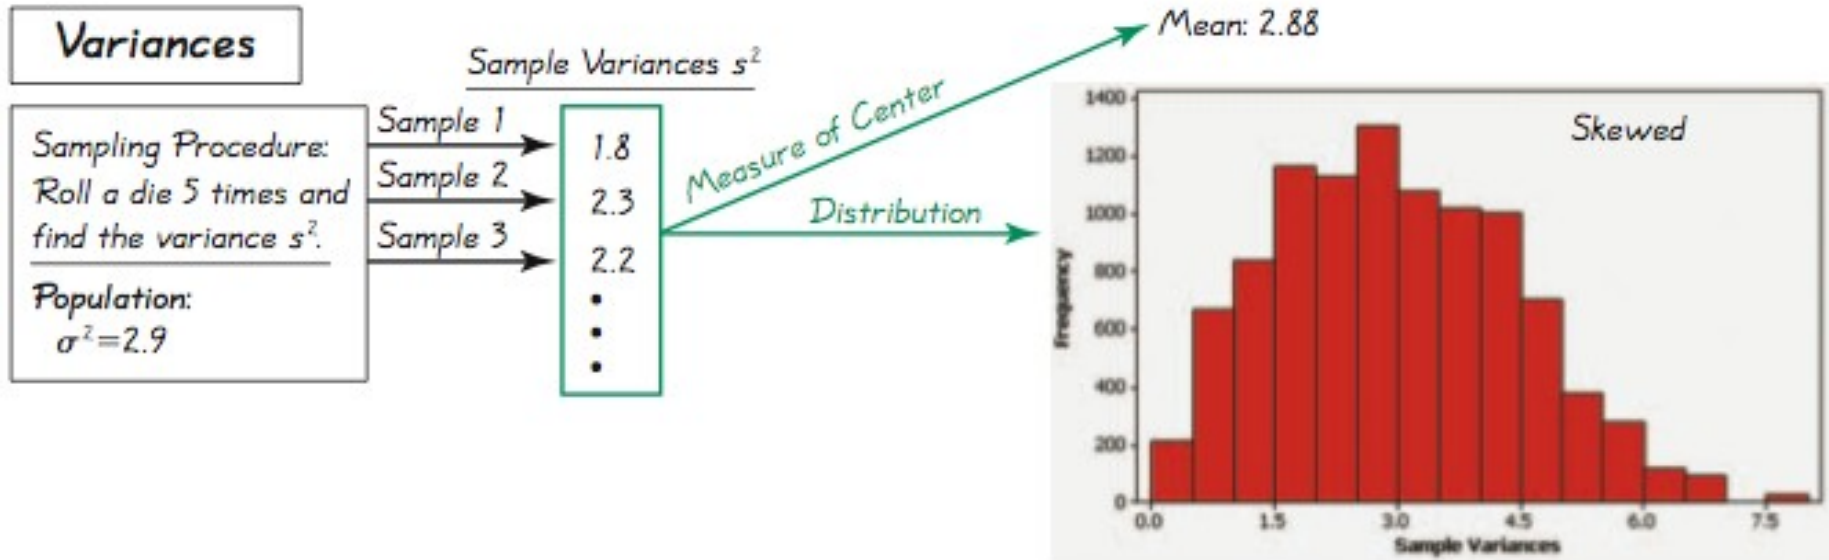 Variances
Sampling Procedure:
Roll a die 5 times and
find the variance s².
Population:
σ²=2.9
Sample 1
Sample 2
Sample 3
Sample Variances s²
1.8
2.3
2.2
Measure of Center
Distribution
Mean: 2.88
Skewed
Frequency
1400
1200
1000
800
600
400
200
0
0.0 1.5 3.0 4.5 6.0 7.5
Sample Variances